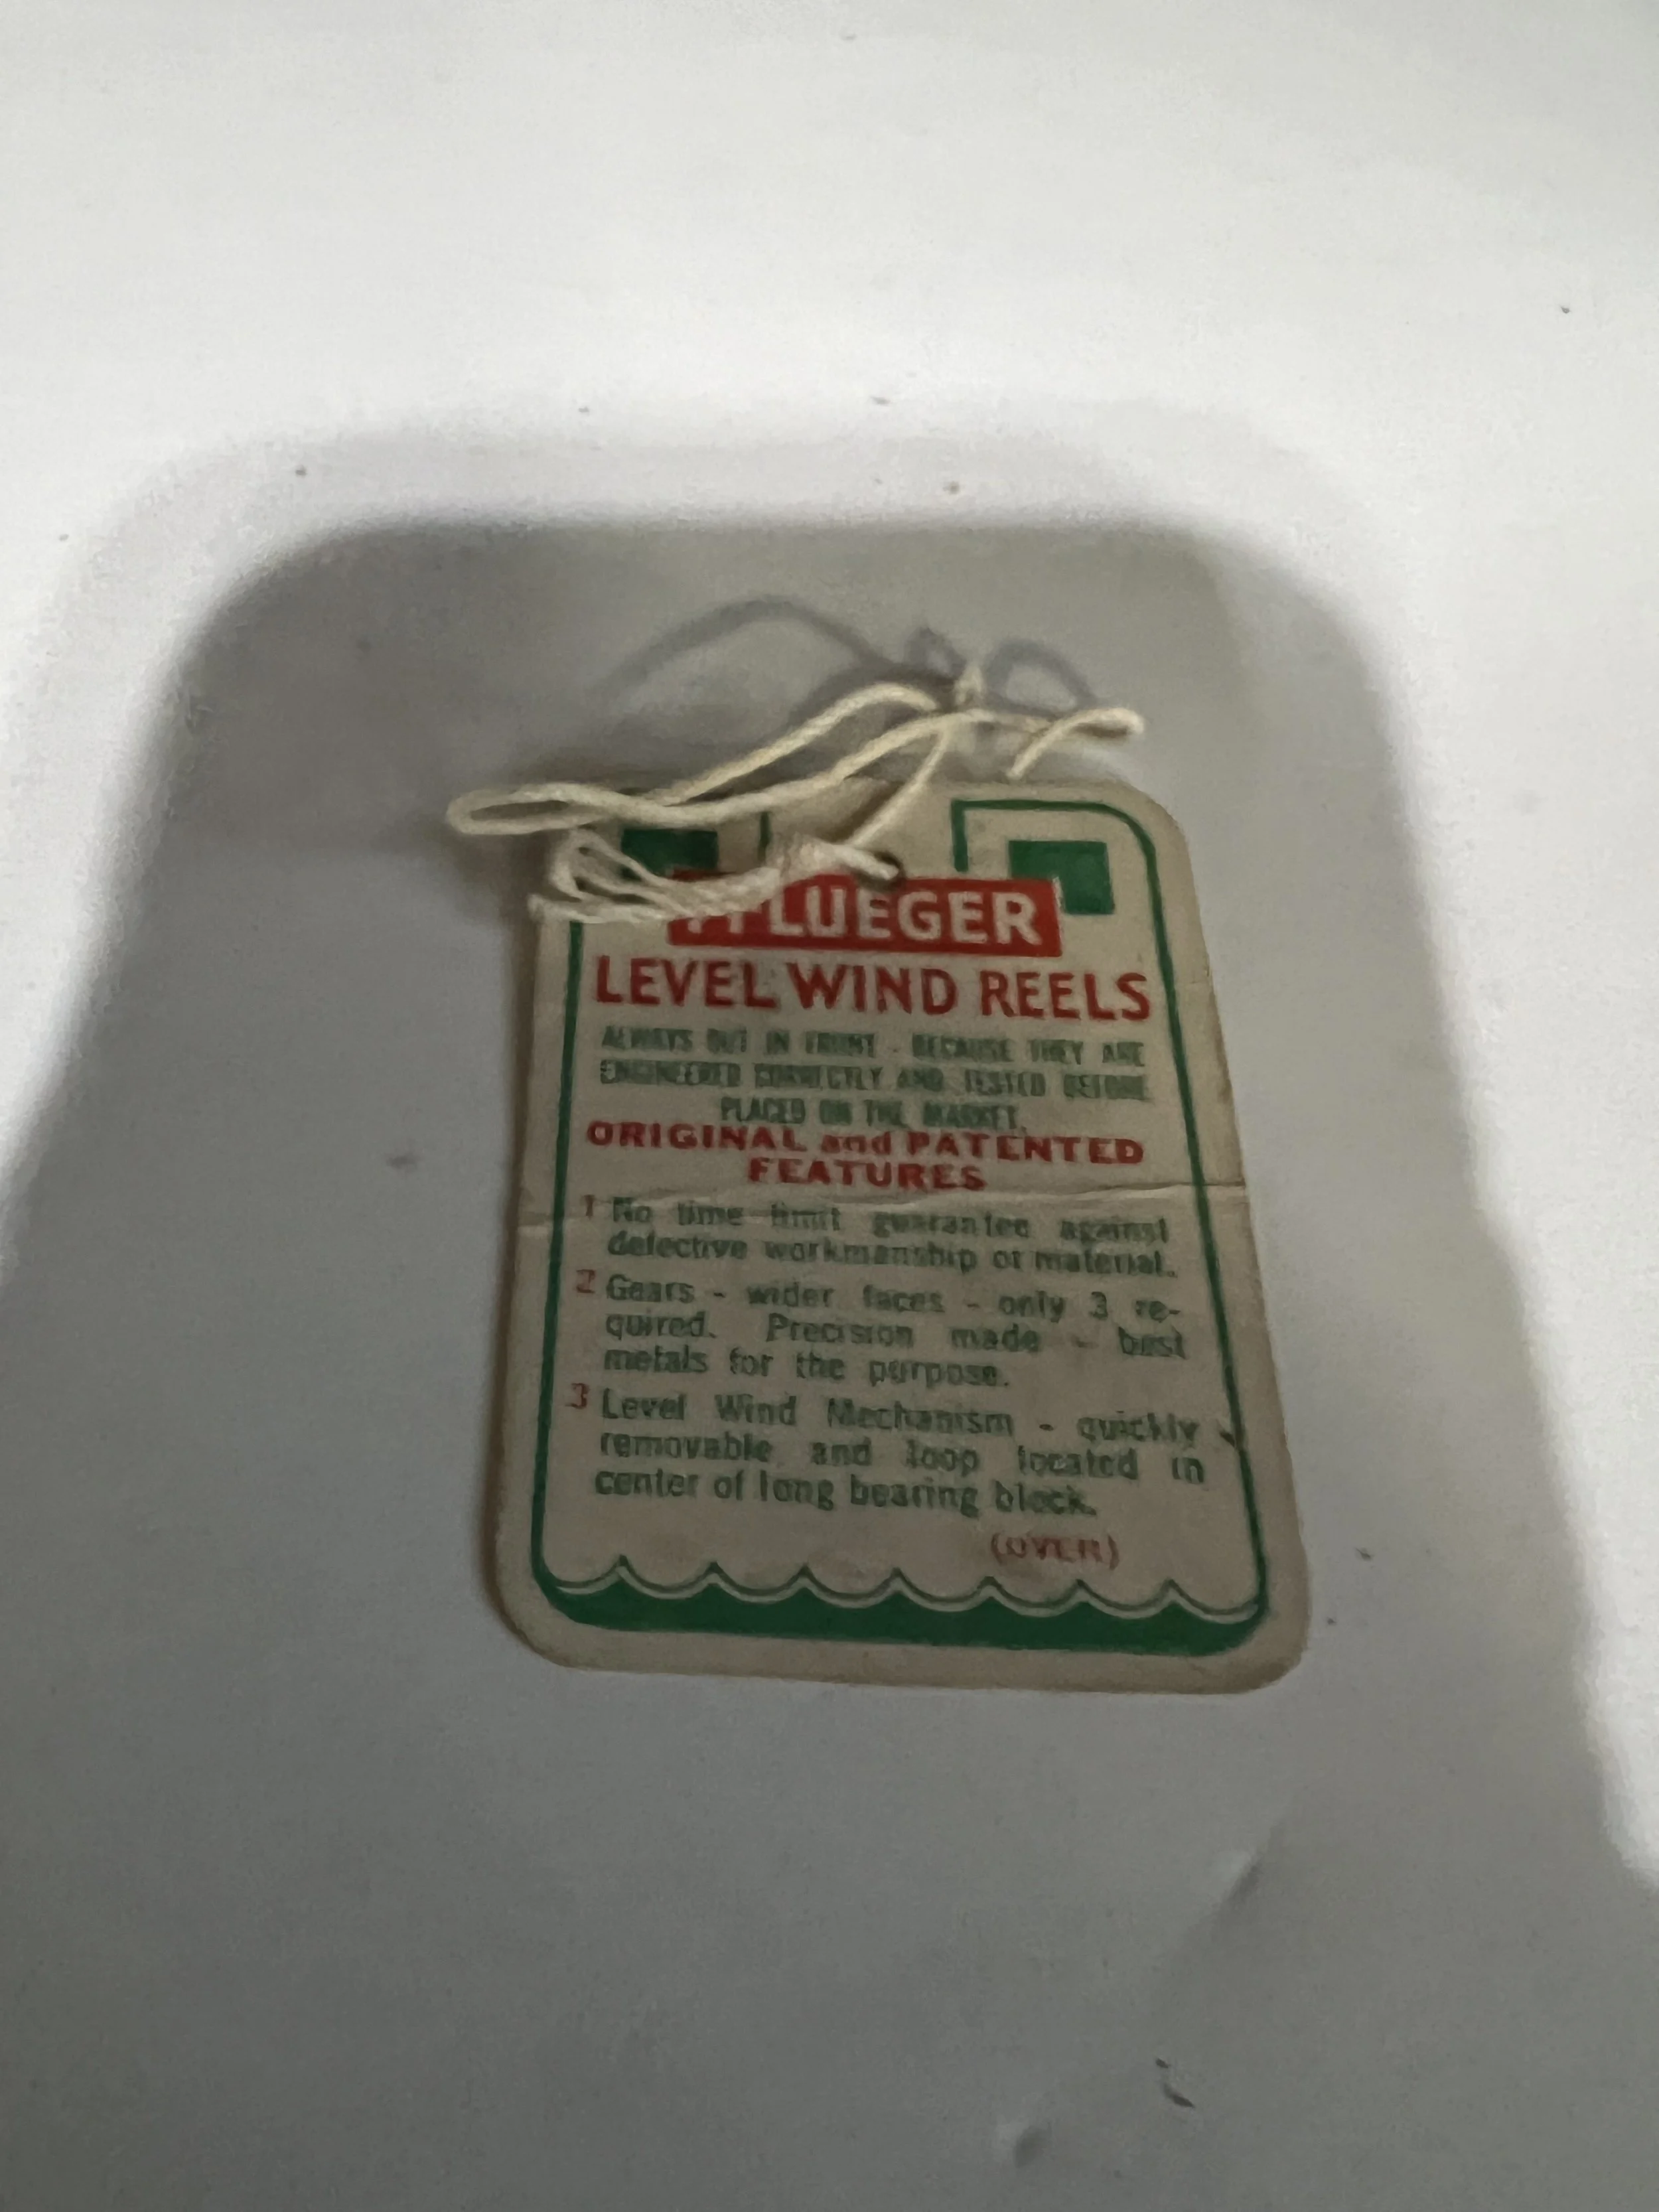 PFLUEGER
LEVEL WIND REELS
ALWAYS OUT IN FRONT - BECAUSE THEY ARE
ENGINEERED CORRECTLY AND TESTED BEFORE
PLACED ON THE MARKET.
ORIGINAL and PATENTED
FEATURES
1 No time limit guarantee against
defective workmanship or material.
2 Gears - wider faces - only 3 re-
quired. Precision made - best
metals for the purpose.
3 Level Wind Mechanism - quickly
removable and loop located in
center of long bearing block.
(OVER)